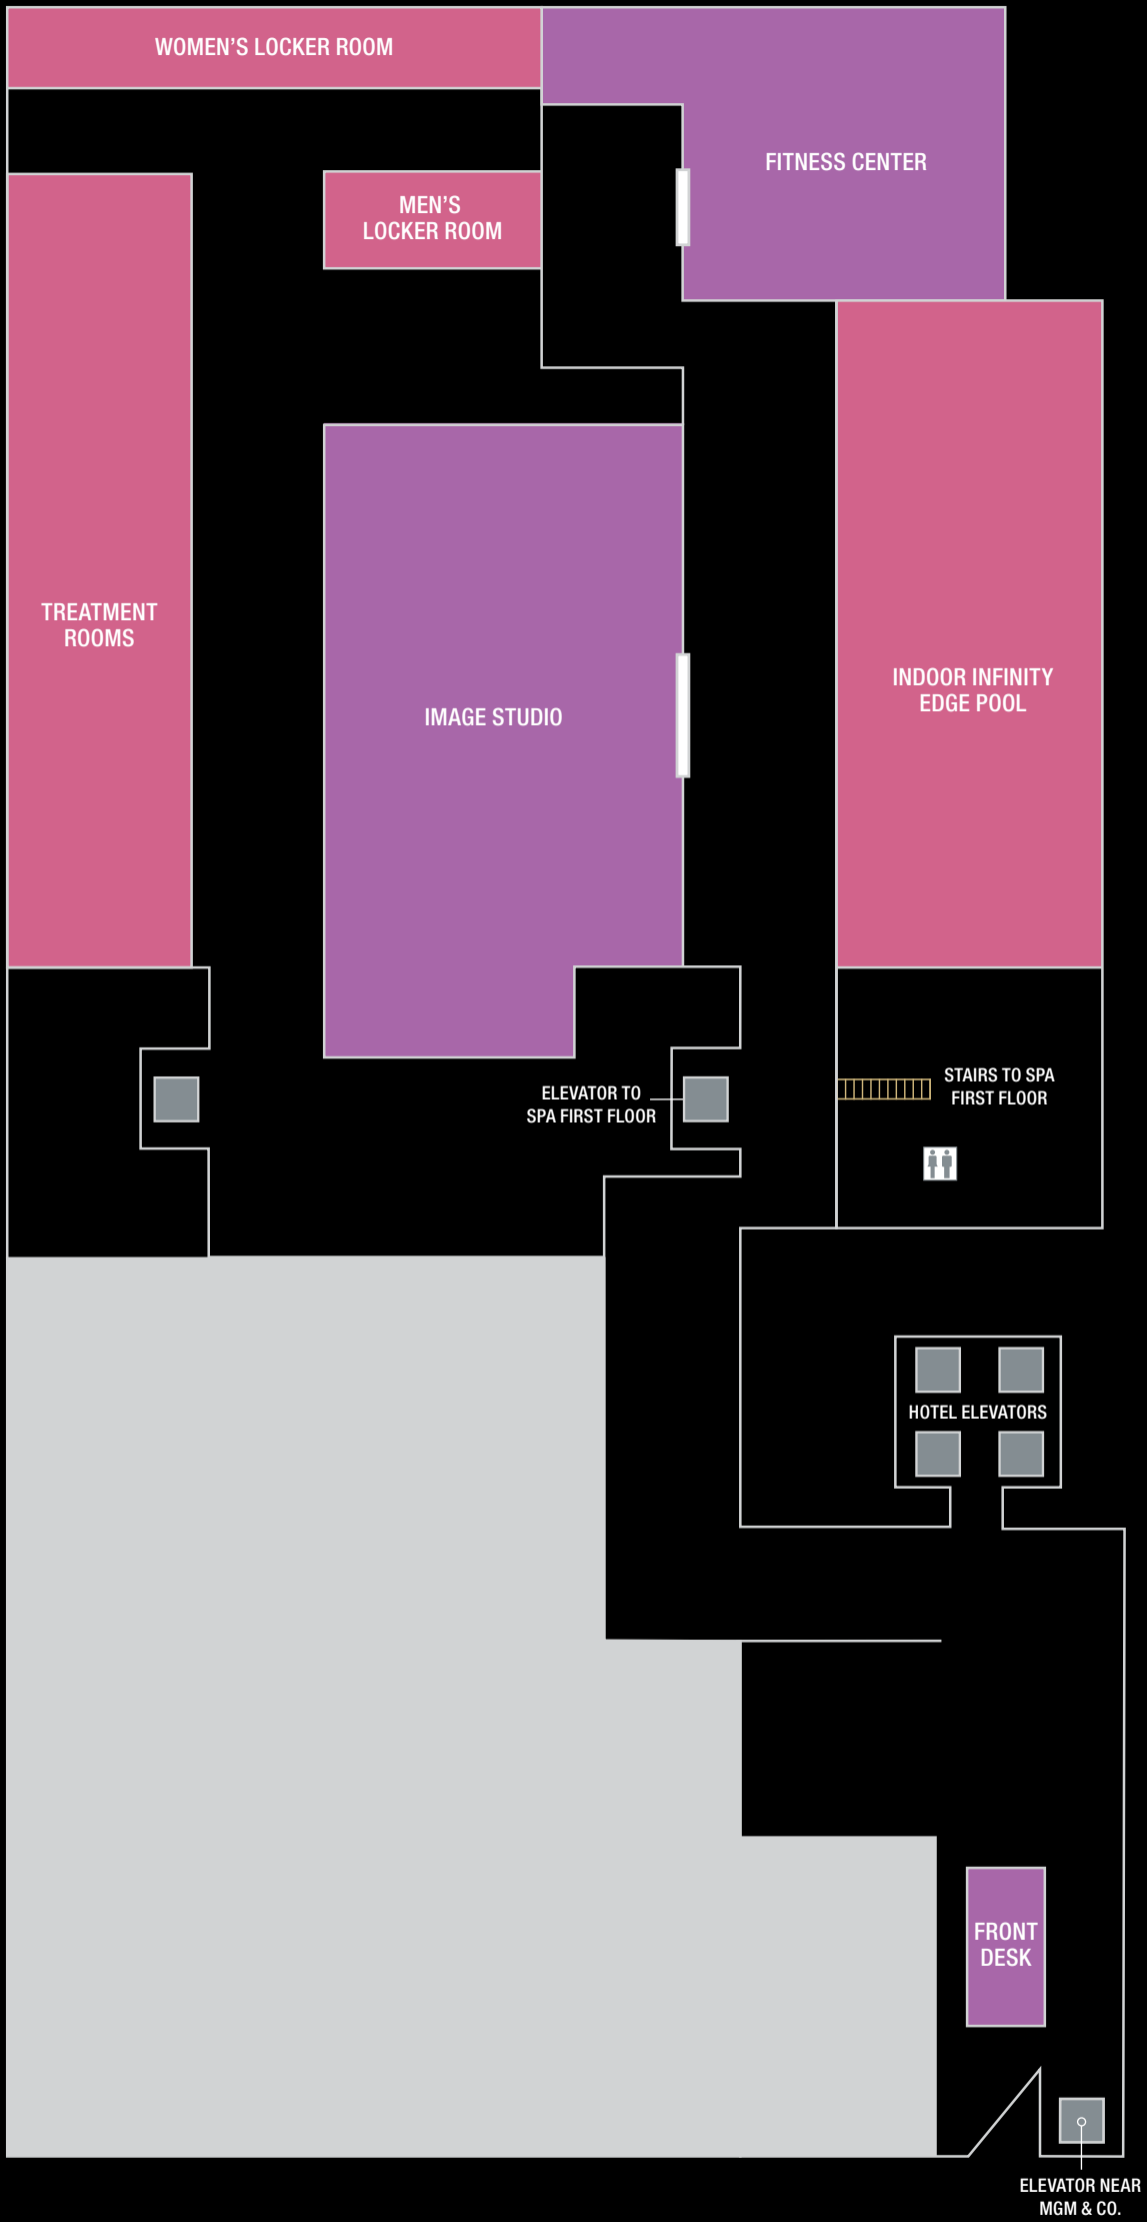 WOMEN'S LOCKER ROOM
FITNESS CENTER
MEN'S
LOCKER ROOM
TREATMENT
ROOMS
IMAGE STUDIO
INDOOR INFINITY
EDGE POOL
ELEVATOR TO
SPA FIRST FLOOR
STAIRS TO SPA
FIRST FLOOR
HOTEL ELEVATORS
FRONT
DESK
ELEVATOR NEAR
MGM & CO.